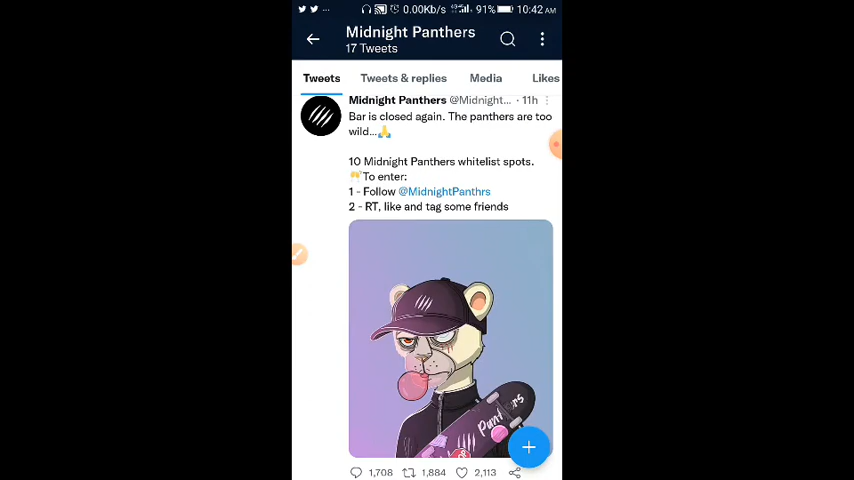 0.00Kb/s 91% 10:42 AM
Midnight Panthers
17 Tweets
Tweets Tweets & replies Media Likes
Midnight Panthers @Midnight... · 11h
Bar is closed again. The panthers are too
wild...🙏
10 Midnight Panthers whitelist spots.
🥂To enter:
1 - Follow @MidnightPanthrs
2 - RT, like and tag some friends
1,708 1,884 2,113